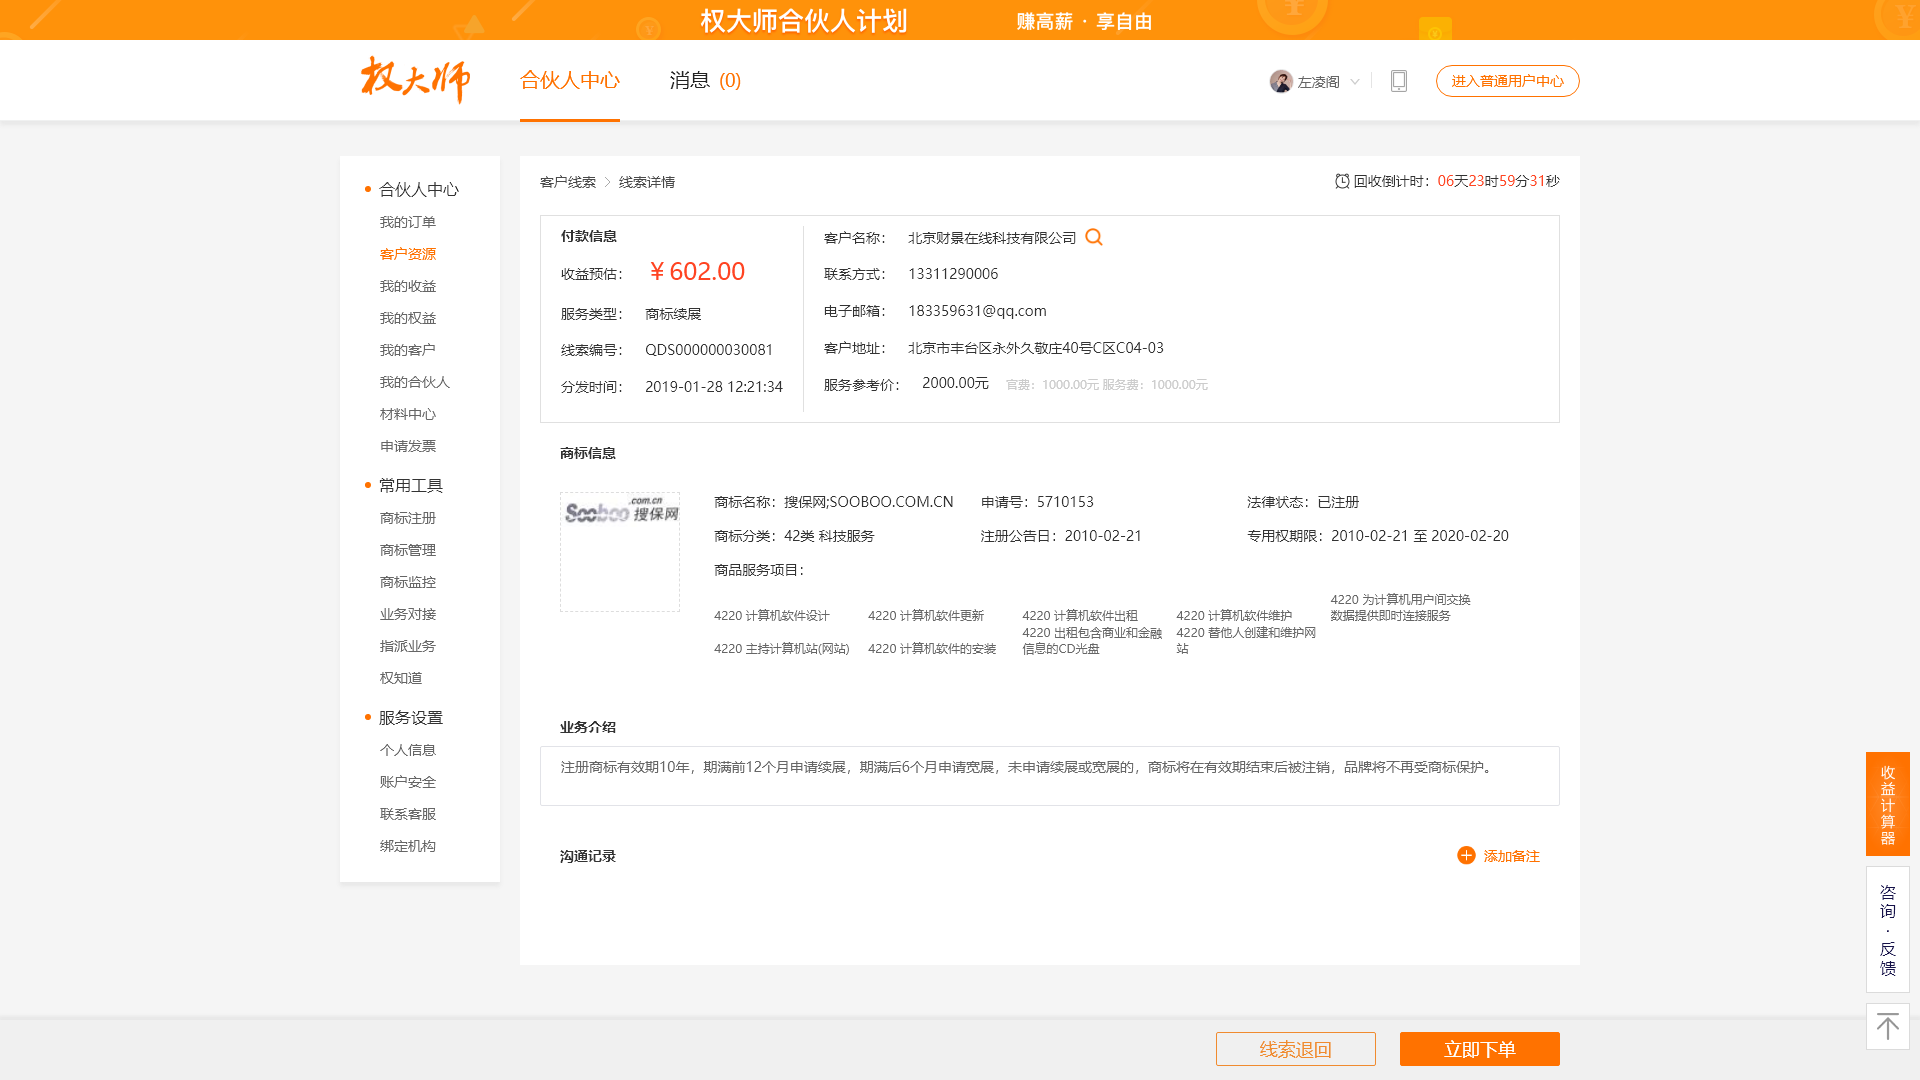 权大师合伙人计划 赚高薪 · 享自由
权大师 合伙人中心 消息 (0) 左凌阁 进入普通用户中心
合伙人中心
我的订单
客户资源
我的收益
我的权益
我的客户
我的合伙人
材料中心
申请发票
常用工具
商标注册
商标管理
商标监控
业务对接
指派业务
权知道
服务设置
个人信息
账户安全
联系客服
绑定机构
客户线索 > 线索详情 回收倒计时：06天23时59分31秒
付款信息
收益预估： ¥ 602.00
服务类型： 商标续展
线索编号： QDS000000030081
分发时间： 2019-01-28 12:21:34
客户名称： 北京财景在线科技有限公司
联系方式： 13311290006
电子邮箱： 183359631@qq.com
客户地址： 北京市丰台区永外久敬庄40号C区C04-03
服务参考价： 2000.00元 官费：1000.00元 服务费：1000.00元
商标信息
.com.cn
Sooboo 搜保网
商标名称：搜保网;SOOBOO.COM.CN 申请号：5710153 法律状态：已注册
商标分类：42类 科技服务 注册公告日：2010-02-21 专用权期限：2010-02-21 至 2020-02-20
商品服务项目：
4220 计算机软件设计
4220 计算机软件更新
4220 计算机软件出租
4220 计算机软件维护
4220 为计算机用户间交换
数据提供即时连接服务
4220 主持计算机站(网站)
4220 计算机软件的安装
4220 出租包含商业和金融
信息的CD光盘
4220 替他人创建和维护网
站
业务介绍
注册商标有效期10年，期满前12个月申请续展，期满后6个月申请宽展，未申请续展或宽展的，商标将在有效期结束后被注销，品牌将不再受商标保护。
沟通记录 添加备注
收益计算器
咨询·反馈
线索退回 立即下单